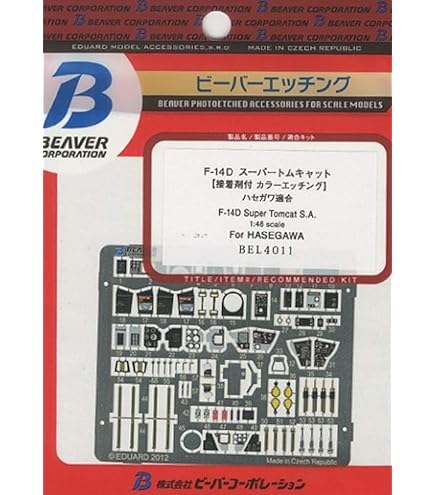 BEAVER CORPORATION
BEAVER CORPORATION
BEAVER CORPORATION
EDUARD MODEL ACCESSORIES,S.R.O
MADE IN CZECH REPUBLIC
B
BEAVER
CORPORATION
ビーバーエッチング
BEAVER PHOTOETCHED ACCESSORIES FOR SCALE MODELS
製品名/製品番号/適合キット
F-14D スーパートムキャット
【接着剤付 カラーエッチング】
ハセガワ適合
F-14D Super Tomcat S.A.
1:48 scale
For HASEGAWA
BEL4011
TITLE/ITEM#/RECOMMENDED KIT
© EDUARD 2012
Made in Czech Republic
B 株式会社 ビーバーコーポレーション